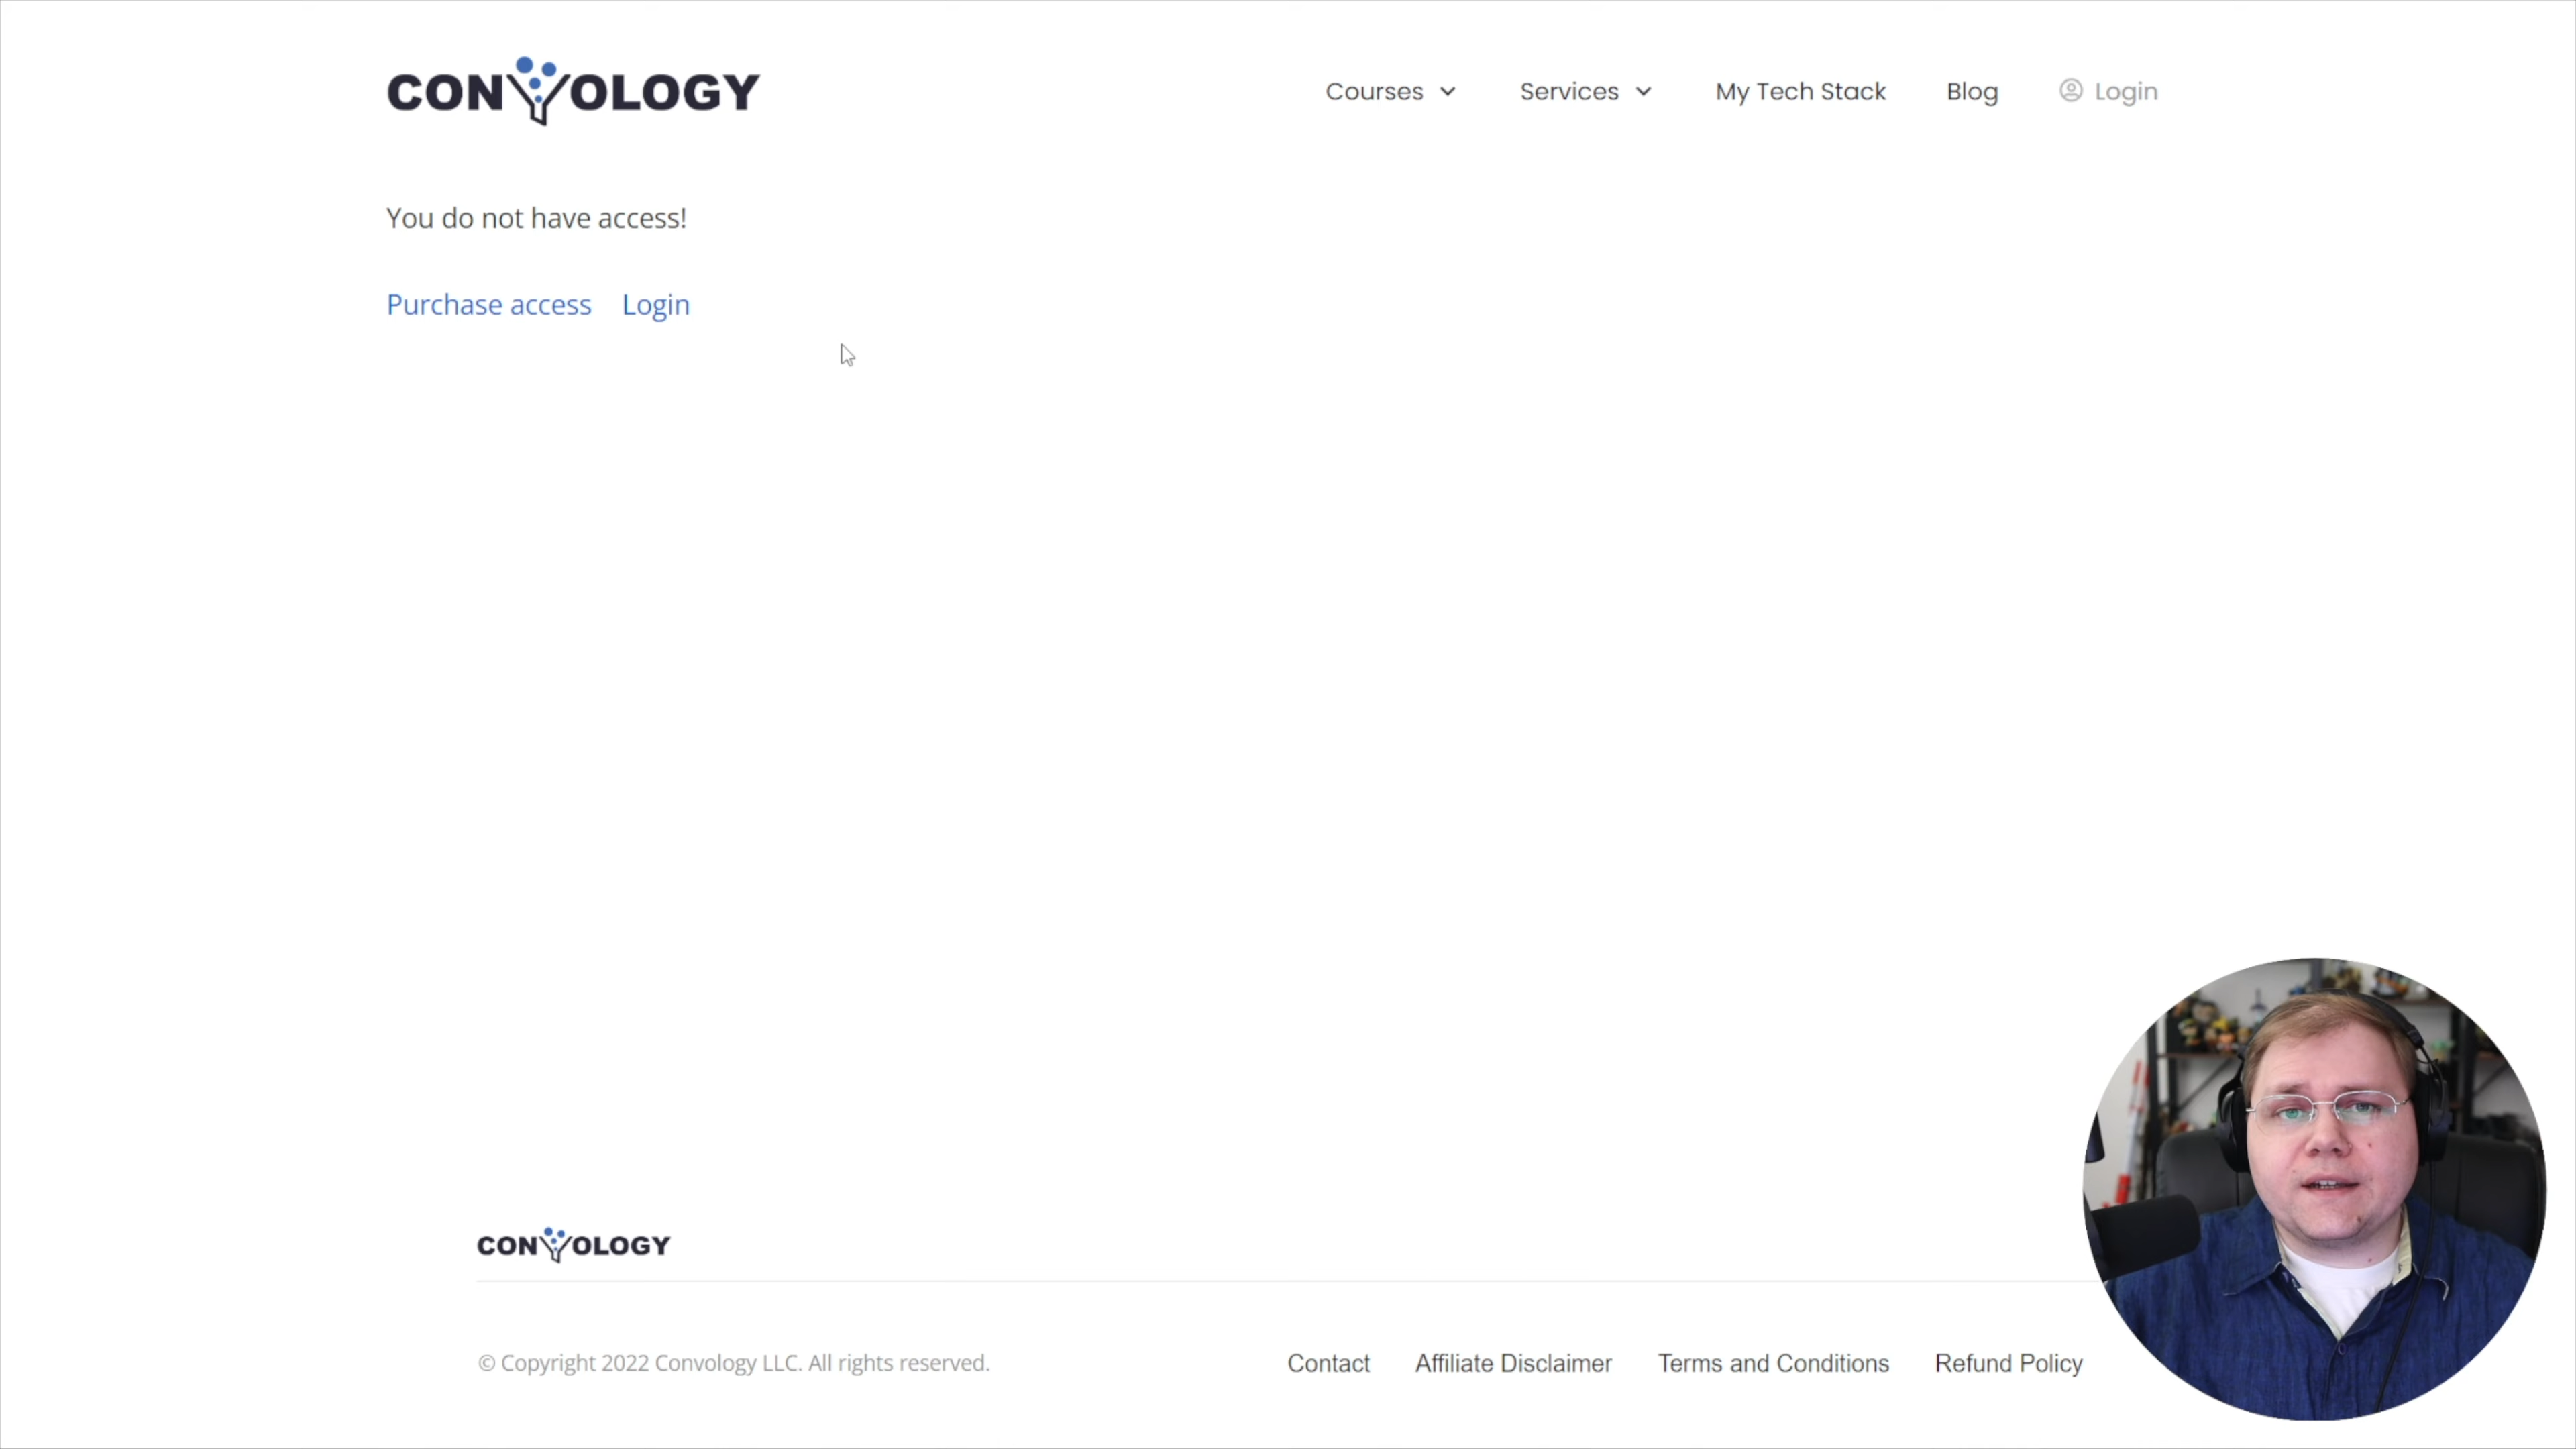 CONVOLOGY
Courses Services My Tech Stack Blog Login
You do not have access!
Purchase access Login
CONVOLOGY
© Copyright 2022 Convology LLC. All rights reserved.
Contact Affiliate Disclaimer Terms and Conditions Refund Policy